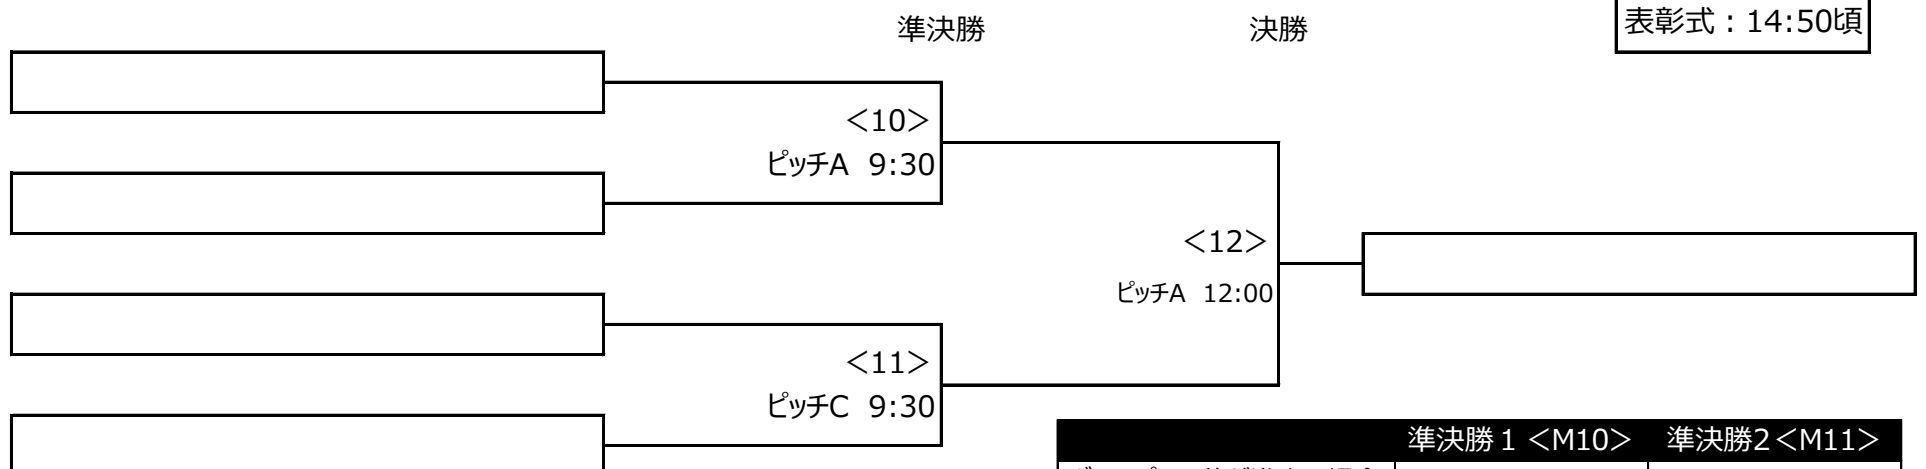 準決勝 決勝 表彰式：14:50頃
<10>
ピッチA 9:30
<12>
ピッチA 12:00
<11>
ピッチC 9:30
準決勝１<M10> 準決勝2<M11>